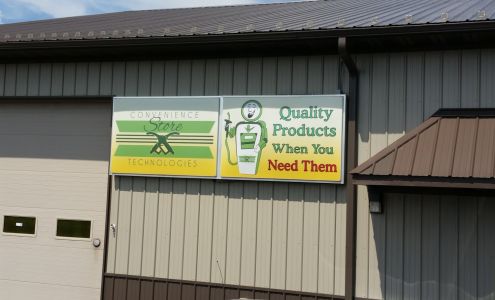 CONVENIENCE
Store
TECHNOLOGIES
Quality
Products
When You
Need Them